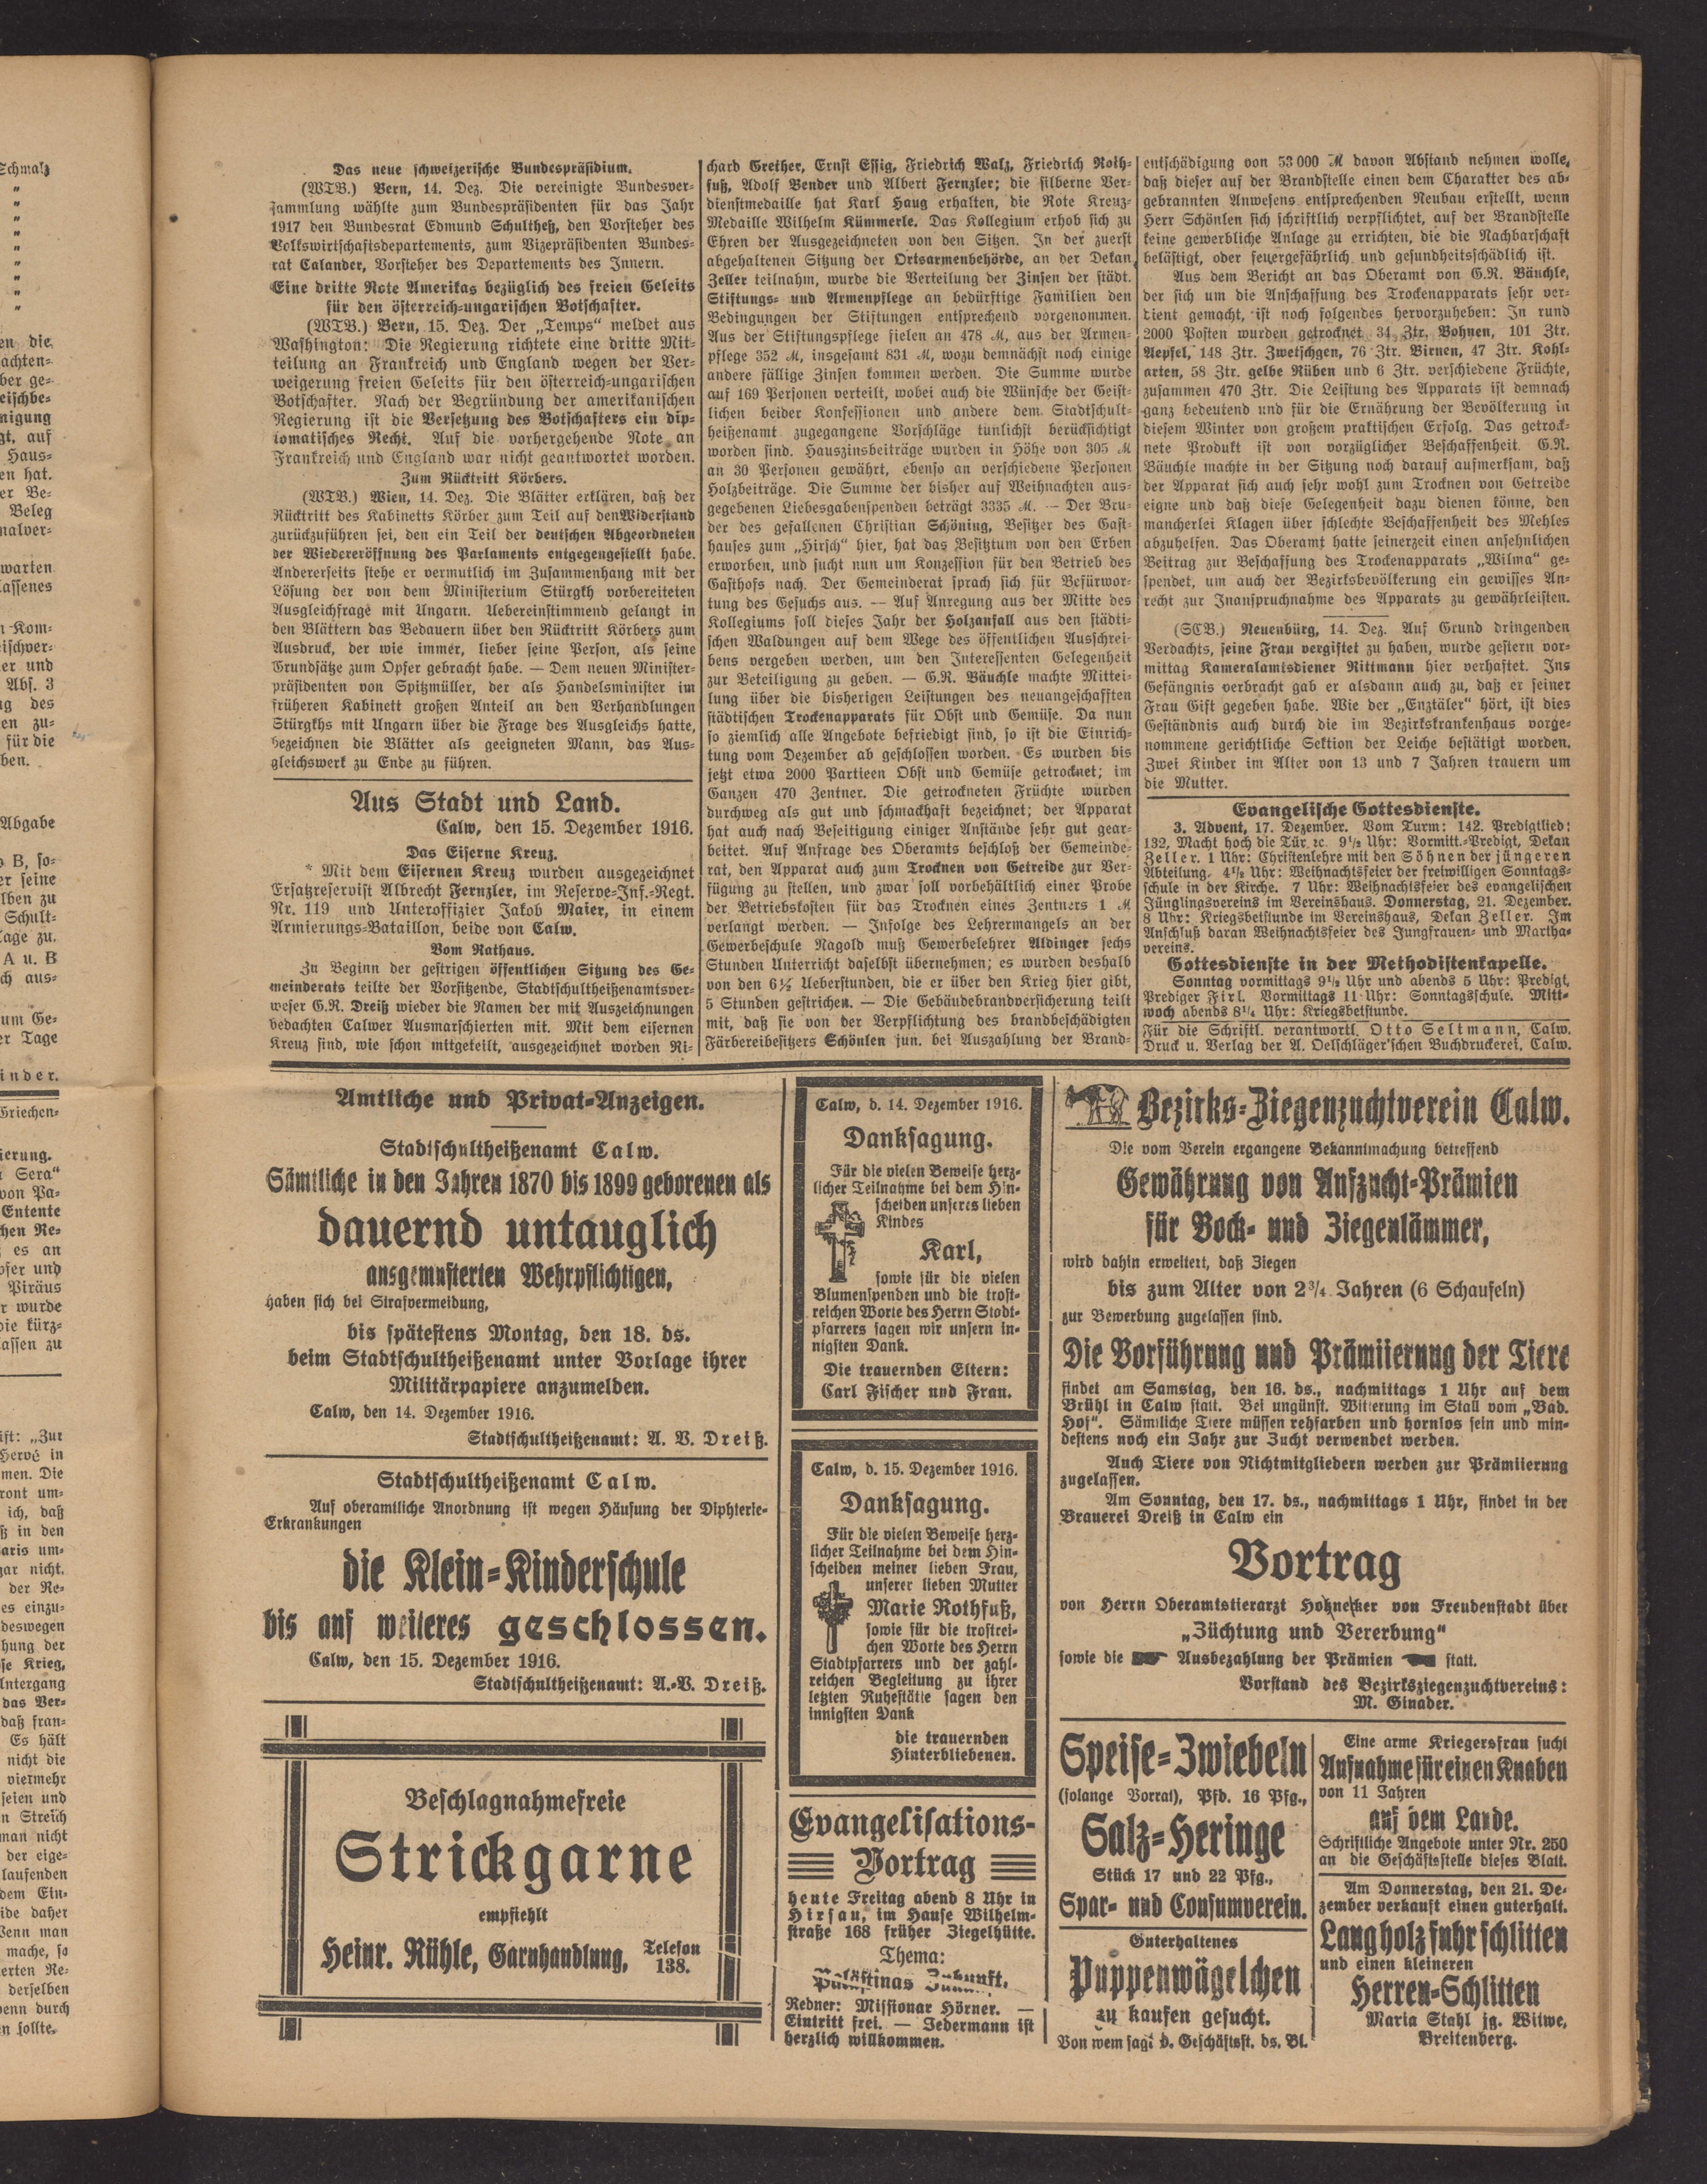 Das neue schweizerische Bundespräsidium.
(WTB.) Bern, 14. Dez. Die vereinigte Bundesver-
sammlung wählte zum Bundespräsidenten für das Jahr
1917 den Bundesrat Edmund Schultheß, den Vorsteher des
Volkswirtschaftsdepartements, zum Vizepräsidenten Bundes-
rat Calander, Vorsteher des Departements des Innern.
Eine dritte Note Amerikas bezüglich des freien Geleits
für den österreich-ungarischen Botschafter.
(WTB.) Bern, 15. Dez. Der „Temps“ meldet aus
Washington: Die Regierung richtete eine dritte Mit-
teilung an Frankreich und England wegen der Ver-
weigerung freien Geleits für den österreich-ungarischen
Botschafter. Nach der Begründung der amerikanischen
Regierung ist die Versetzung des Botschafters ein dip-
lomatisches Recht. Auf die vorhergehende Note an
Frankreich und England war nicht geantwortet worden.
Zum Rücktritt Körbers.
(WTB.) Wien, 14. Dez. Die Blätter erklären, daß der
Rücktritt des Kabinetts Körber zum Teil auf den Widerstand
zurückzuführen sei, den ein Teil der deutschen Abgeordneten
der Wiedereröffnung des Parlaments entgegengestellt habe.
Andererseits stehe er vermutlich im Zusammenhang mit der
Lösung der von dem Ministerium Stürgkh vorbereiteten
Ausgleichfrage mit Ungarn. Uebereinstimmend gelangt in
den Blättern das Bedauern über den Rücktritt Körbers zum
Ausdruck, der wie immer, lieber seine Person, als seine
Grundsätze zum Opfer gebracht habe. — Dem neuen Minister-
präsidenten von Spitzmüller, der als Handelsminister im
früheren Kabinett großen Anteil an den Verhandlungen
Stürgkhs mit Ungarn über die Frage des Ausgleichs hatte,
bezeichnen die Blätter als geeigneten Mann, das Aus-
gleichswerk zu Ende zu führen.
Aus Stadt und Land.
Calw, den 15. Dezember 1916.
Das Eiserne Kreuz.
* Mit dem Eisernen Kreuz wurden ausgezeichnet
Ersatzreservist Albrecht Fernzler, im Reserve-Inf.-Regt.
Nr. 119 und Unteroffizier Jakob Maier, in einem
Armierungs-Bataillon, beide von Calw.
Vom Rathaus.
Zu Beginn der gestrigen öffentlichen Sitzung des Ge-
meinderats teilte der Vorsitzende, Stadtschultheißenamtsver-
weser G.R. Dreiß wieder die Namen der mit Auszeichnungen
bedachten Calwer Ausmarschierten mit. Mit dem eisernen
Kreuz sind, wie schon mitgeteilt, ausgezeichnet worden Ri-
chard Grether, Ernst Essig, Friedrich Walz, Friedrich Roth-
fuß, Adolf Bender und Albert Fernzler; die silberne Ver-
dienstmedaille hat Karl Haug erhalten, die Rote Kreuz-
Medaille Wilhelm Kümmerle. Das Kollegium erhob sich zu
Ehren der Ausgezeichneten von den Sitzen. In der zuerst
abgehaltenen Sitzung der Ortsarmenbehörde, an der Dekan
Zeller teilnahm, wurde die Verteilung der Zinsen der städt.
Stiftungs- und Armenpflege an bedürftige Familien den
Bedingungen der Stiftungen entsprechend vorgenommen.
Aus der Stiftungspflege fielen an 478 M, aus der Armen-
pflege 352 M, insgesamt 831 M, wozu demnächst noch einige
andere fällige Zinsen kommen werden. Die Summe wurde
auf 169 Personen verteilt, wobei auch die Wünsche der Geist-
lichen beider Konfessionen und andere dem Stadtschult-
heißenamt zugegangene Vorschläge tunlichst berücksichtigt
worden sind. Hauszinsbeiträge wurden in Höhe von 305 M
an 30 Personen gewährt, ebenso an verschiedene Personen
Holzbeiträge. Die Summe der bisher auf Weihnachten aus-
gegebenen Liebesgabenspenden beträgt 3335 M. — Der Bru-
der des gefallenen Christian Schöning, Besitzer des Gast-
hauses zum „Hirsch“ hier, hat das Besitztum von den Erben
erworben, und sucht nun um Konzession für den Betrieb des
Gasthofs nach. Der Gemeinderat sprach sich für Befürwor-
tung des Gesuchs aus. — Auf Anregung aus der Mitte des
Kollegiums soll dieses Jahr der Holzanfall aus den städti-
schen Waldungen auf dem Wege des öffentlichen Ausschrei-
bens vergeben werden, um den Interessenten Gelegenheit
zur Beteiligung zu geben. — G.R. Bäuchle machte Mittei-
lung über die bisherigen Leistungen des neuangeschafften
städtischen Trockenapparats für Obst und Gemüse. Da nun
so ziemlich alle Angebote befriedigt sind, so ist die Einrich-
tung vom Dezember ab geschlossen worden. Es wurden bis
jetzt etwa 2000 Partieen Obst und Gemüse getrocknet; im
Ganzen 470 Zentner. Die getrockneten Früchte wurden
durchweg als gut und schmackhaft bezeichnet; der Apparat
hat auch nach Beseitigung einiger Anstände sehr gut gear-
beitet. Auf Anfrage des Oberamts beschloß der Gemeinde-
rat, den Apparat auch zum Trocknen von Getreide zur Ver-
fügung zu stellen, und zwar soll vorbehältlich einer Probe
der Betriebskosten für das Trocknen eines Zentners 1 M
verlangt werden. — Infolge des Lehrermangels an der
Gewerbeschule Nagold muß Gewerbelehrer Aldinger sechs
Stunden Unterricht daselbst übernehmen; es wurden deshalb
von den 6½ Ueberstunden, die er über den Krieg hier gibt,
5 Stunden gestrichen. — Die Gebäudebrandversicherung teilt
mit, daß sie von der Verpflichtung des brandbeschädigten
Färbereibesitzers Schönlen jun. bei Auszahlung der Brand-
entschädigung von 53 000 M davon Abstand nehmen wolle,
daß dieser auf der Brandstelle einen dem Charakter des ab-
gebrannten Anwesens entsprechenden Neubau erstellt, wenn
Herr Schönlen sich schriftlich verpflichtet, auf der Brandstelle
keine gewerbliche Anlage zu errichten, die die Nachbarschaft
belästigt, oder feuergefährlich und gesundheitsschädlich ist.
Aus dem Bericht an das Oberamt von G.R. Bäuchle,
der sich um die Anschaffung des Trockenapparats sehr ver-
dient gemacht, ist noch folgendes hervorzuheben: In rund
2000 Posten wurden getrocknet 34 Ztr. Bohnen, 101 Ztr.
Aepfel, 148 Ztr. Zwetschgen, 76 Ztr. Birnen, 47 Ztr. Kohl-
arten, 58 Ztr. gelbe Rüben und 6 Ztr. verschiedene Früchte,
zusammen 470 Ztr. Die Leistung des Apparats ist demnach
ganz bedeutend und für die Ernährung der Bevölkerung in
diesem Winter von großem praktischen Erfolg. Das getrock-
nete Produkt ist von vorzüglicher Beschaffenheit. G.R.
Bäuchle machte in der Sitzung noch darauf aufmerksam, daß
der Apparat sich auch sehr wohl zum Trocknen von Getreide
eigne und daß diese Gelegenheit dazu dienen könne, den
mancherlei Klagen über schlechte Beschaffenheit des Mehles
abzuhelfen. Das Oberamt hatte seinerzeit einen ansehnlichen
Beitrag zur Beschaffung des Trockenapparats „Wilma“ ge-
spendet, um auch der Bezirksbevölkerung ein gewisses An-
recht zur Inanspruchnahme des Apparats zu gewährleisten.
(SCB.) Neuenbürg, 14. Dez. Auf Grund dringenden
Verdachts, seine Frau vergiftet zu haben, wurde gestern vor-
mittag Kameralamtsdiener Rittmann hier verhaftet. Ins
Gefängnis verbracht gab er alsdann auch zu, daß er seiner
Frau Gift gegeben habe. Wie der „Enztäler“ hört, ist dies
Geständnis auch durch die im Bezirkskrankenhaus vorge-
nommene gerichtliche Sektion der Leiche bestätigt worden.
Zwei Kinder im Alter von 13 und 7 Jahren trauern um
die Mutter.
Evangelische Gottesdienste.
3. Advent, 17. Dezember. Vom Turm: 142. Predigtlied:
132, Macht hoch die Tür ꝛc. 9½ Uhr: Vormitt.-Predigt, Dekan
Zeller. 1 Uhr: Christenlehre mit den Söhnen der jüngeren
Abteilung. 4½ Uhr: Weihnachtsfeier der freiwilligen Sonntags-
schule in der Kirche. 7 Uhr: Weihnachtsfeier des evangelischen
Jünglingsvereins im Vereinshaus. Donnerstag, 21. Dezember.
8 Uhr: Kriegsbetstunde im Vereinshaus, Dekan Zeller. Im
Anschluß daran Weihnachtsfeier des Jungfrauen- und Martha-
vereins.
Gottesdienste in der Methodistenkapelle.
Sonntag vormittags 9½ Uhr und abends 5 Uhr: Predigt,
Prediger Firl. Vormittags 11 Uhr: Sonntagsschule. Mitt-
woch abends 8¼ Uhr: Kriegsbetstunde.
Für die Schriftl. verantwortl. Otto Seltmann, Calw.
Druck u. Verlag der A. Oelschläger'schen Buchdruckerei, Calw.
Amtliche und Privat-Anzeigen.
Stadtschultheißenamt Calw.
Sämtliche in den Jahren 1870 bis 1899 geborenen als
dauernd untauglich
ausgemusterten Wehrpflichtigen,
haben sich bei Strafvermeidung,
bis spätestens Montag, den 18. ds.
beim Stadtschultheißenamt unter Vorlage ihrer
Militärpapiere anzumelden.
Calw, den 14. Dezember 1916.
Stadtschultheißenamt: A. V. Dreiß.
Stadtschultheißenamt Calw.
Auf oberamtliche Anordnung ist wegen Häufung der Diphterie-
Erkrankungen
die Klein-Kinderschule
bis auf weiteres geschlossen.
Calw, den 15. Dezember 1916.
Stadtschultheißenamt: A.-V. Dreiß.
Beschlagnahmefreie
Strickgarne
empfiehlt
Heinr. Rühle, Garnhandlung, Telefon 138.
Calw, d. 14. Dezember 1916.
Danksagung.
Für die vielen Beweise herz-
licher Teilnahme bei dem Hin-
scheiden unseres lieben
Kindes
Karl,
sowie für die vielen
Blumenspenden und die trost-
reichen Worte des Herrn Stadt-
pfarrers sagen wir unsern in-
nigsten Dank.
Die trauernden Eltern:
Carl Fischer und Frau.
Calw, d. 15. Dezember 1916.
Danksagung.
Für die vielen Beweise herz-
licher Teilnahme bei dem Hin-
scheiden meiner lieben Frau,
unserer lieben Mutter
Marie Rothfuß,
sowie für die trostrei-
chen Worte des Herrn
Stadtpfarrers und der zahl-
reichen Begleitung zu ihrer
letzten Ruhestätte sagen den
innigsten Dank
die trauernden
Hinterbliebenen.
Evangelisations-
Vortrag
heute Freitag abend 8 Uhr in
Hirsau, im Hause Wilhelm-
straße 168 früher Ziegelhütte.
Thema:
Palästinas Zukunft.
Redner: Missionar Hörner. —
Eintritt frei. — Jedermann ist
herzlich willkommen.
Bezirks-Ziegenzuchtverein Calw.
Die vom Verein ergangene Bekanntmachung betreffend
Gewährung von Aufzucht-Prämien
für Bock- und Ziegenlämmer,
wird dahin erweitert, daß Ziegen
bis zum Alter von 2¾ Jahren (6 Schaufeln)
zur Bewerbung zugelassen sind.
Die Vorführung und Prämiierung der Tiere
findet am Samstag, den 16. ds., nachmittags 1 Uhr auf dem
Brühl in Calw statt. Bei ungünst. Witterung im Stall vom „Bad.
Hof“. Sämtliche Tiere müssen rehfarben und hornlos sein und min-
destens noch ein Jahr zur Zucht verwendet werden.
Auch Tiere von Nichtmitgliedern werden zur Prämiierung
zugelassen.
Am Sonntag, den 17. ds., nachmittags 1 Uhr, findet in der
Brauerei Dreiß in Calw ein
Vortrag
von Herrn Oberamtstierarzt Honecker von Freudenstadt über
„Züchtung und Vererbung“
sowie die Ausbezahlung der Prämien statt.
Vorstand des Bezirksziegenzuchtvereins:
M. Ginader.
Speise-Zwiebeln
(solange Vorrat), Pfd. 16 Pfg.,
Salz-Heringe
Stück 17 und 22 Pfg.,
Spar- und Consumverein.
Guterhaltenes
Puppenwägelchen
zu kaufen gesucht.
Von wem sagt d. Geschäftsst. ds. Bl.
Eine arme Kriegersfrau sucht
Aufnahme für einen Knaben
von 11 Jahren
auf dem Lande.
Schriftliche Angebote unter Nr. 250
an die Geschäftsstelle dieses Blatt.
Am Donnerstag, den 21. De-
zember verkauft einen guterhalt.
Langholzfuhrschlitten
und einen kleineren
Herren-Schlitten
Maria Stahl jg. Witwe,
Breitenberg.